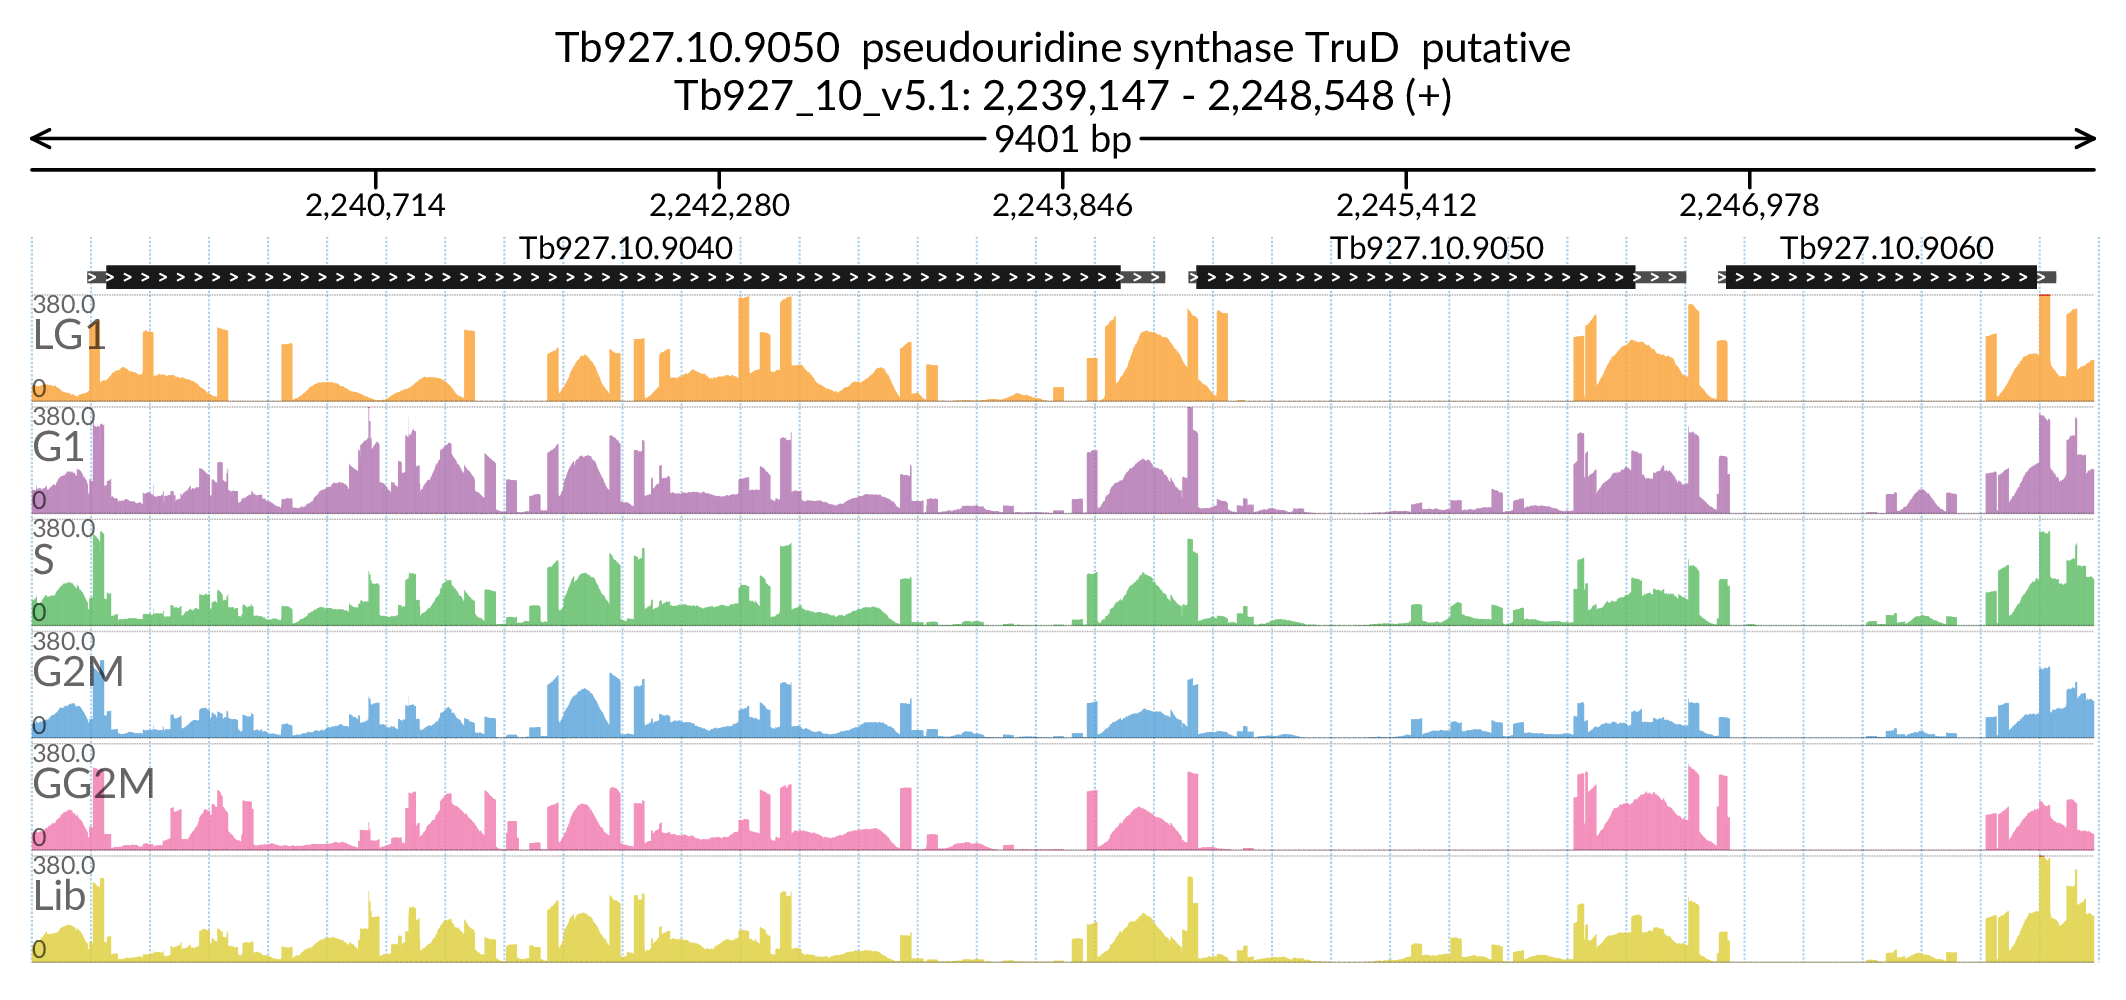 Tb927.10.9050 pseudouridine synthase TruD putative
Tb927_10_v5.1: 2,239,147 - 2,248,548 (+)
9401 bp
2,240,714 2,242,280 2,243,846 2,245,412 2,246,978
Tb927.10.9040 Tb927.10.9050 Tb927.10.9060
380.0
LG1
0
380.0
G1
0
380.0
S
0
380.0
G2M
0
380.0
GG2M
0
380.0
Lib
0